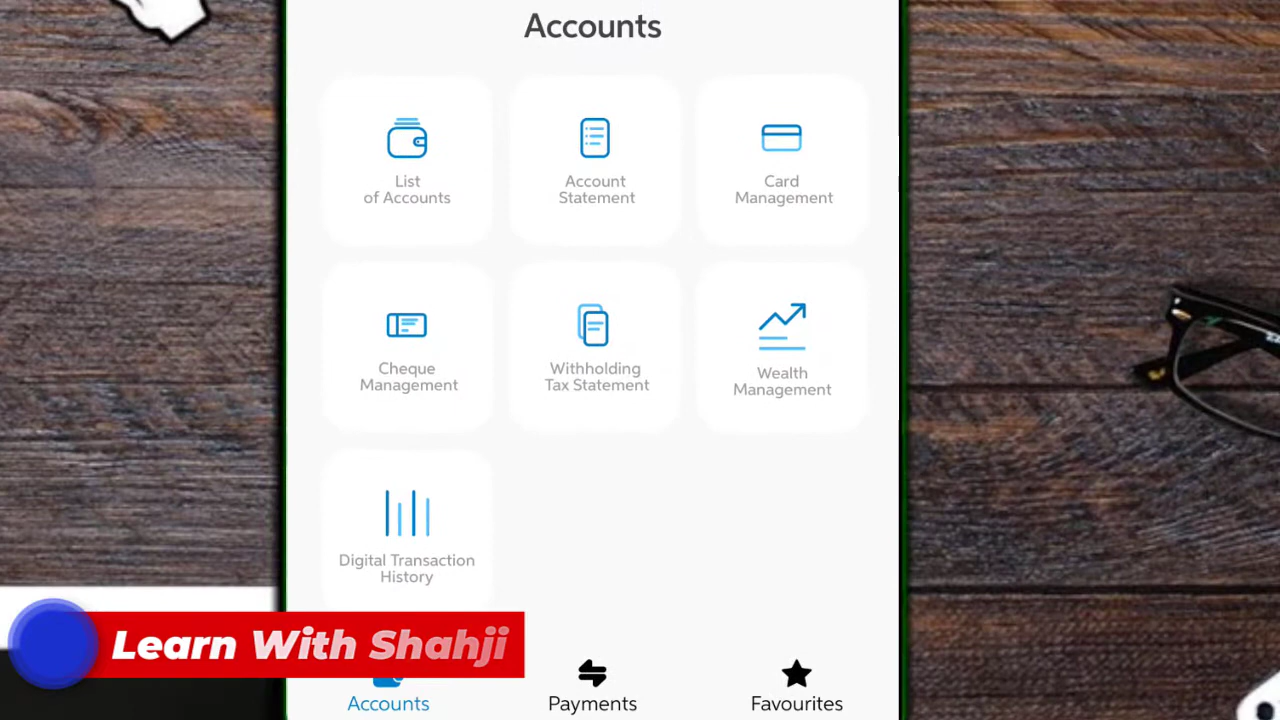 Accounts
List
of Accounts
Account
Statement
Card
Management
Cheque
Management
Withholding
Tax Statement
Wealth
Management
Digital Transaction
History
Learn With Shahji
Accounts
Payments
Favourites